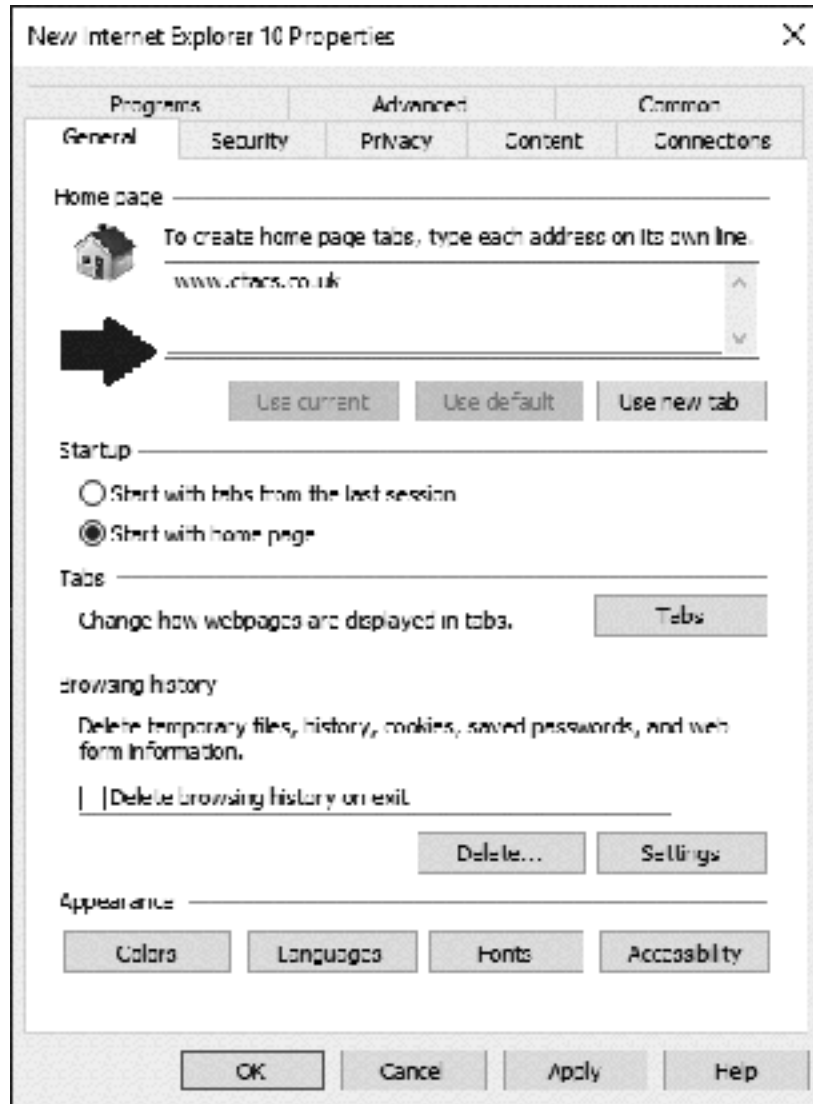 New Internet Explorer 10 Properties
Programs Advanced Common
General Security Privacy Content Connections
Home page
To create home page tabs, type each address on its own line.
www.ctacs.co.uk
Use current Use default Use new tab
Startup
Start with tabs from the last session
Start with home page
Tabs
Change how webpages are displayed in tabs.
Tabs
Browsing history
Delete temporary files, history, cookies, saved passwords, and web
form information.
Delete browsing history on exit
Delete... Settings
Appearance
Colors Languages Fonts Accessibility
OK Cancel Apply Help